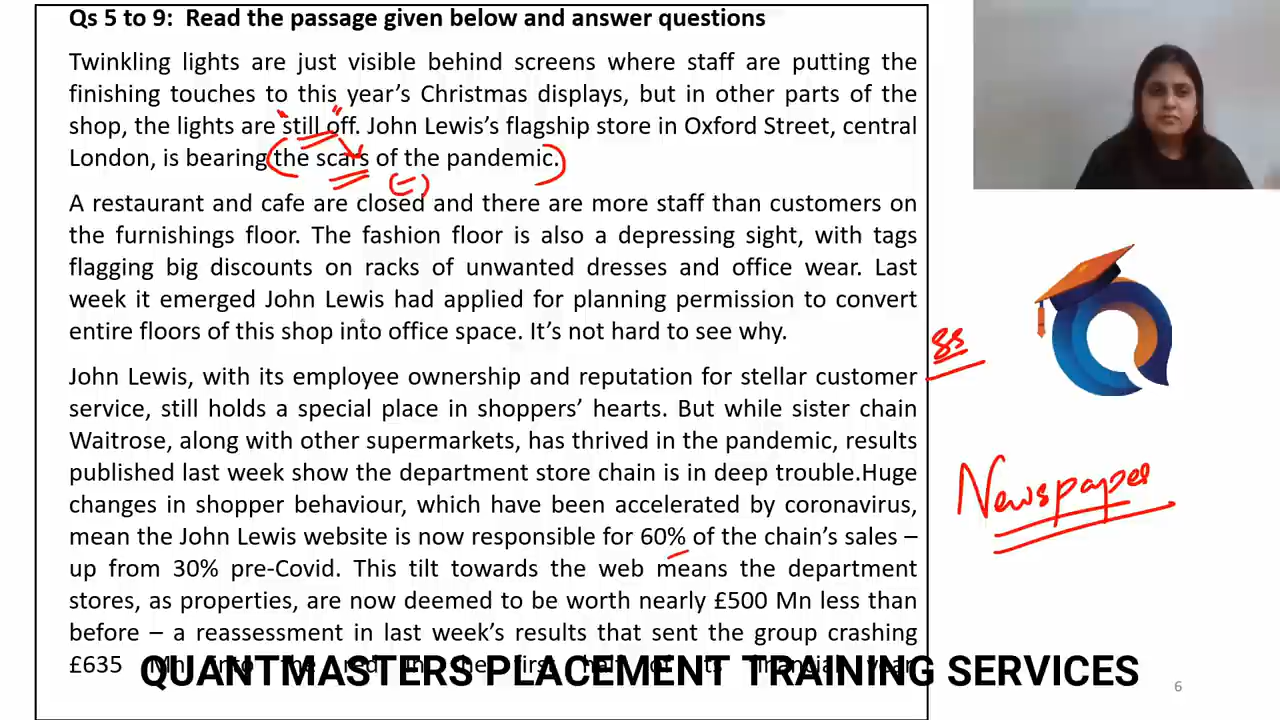 Qs 5 to 9:  Read the passage given below and answer questions
Twinkling lights are just visible behind screens where staff are putting the
finishing touches to this year's Christmas displays, but in other parts of the
shop, the lights are still off. John Lewis's flagship store in Oxford Street, central
London, is bearing the scars of the pandemic.
A restaurant and cafe are closed and there are more staff than customers on
the furnishings floor. The fashion floor is also a depressing sight, with tags
flagging big discounts on racks of unwanted dresses and office wear. Last
week it emerged John Lewis had applied for planning permission to convert
entire floors of this shop into office space. It's not hard to see why.
John Lewis, with its employee ownership and reputation for stellar customer
service, still holds a special place in shoppers' hearts. But while sister chain
Waitrose, along with other supermarkets, has thrived in the pandemic, results
published last week show the department store chain is in deep trouble.Huge
changes in shopper behaviour, which have been accelerated by coronavirus,
mean the John Lewis website is now responsible for 60% of the chain's sales –
up from 30% pre-Covid. This tilt towards the web means the department
stores, as properties, are now deemed to be worth nearly £500 Mn less than
before – a reassessment in last week's results that sent the group crashing
£635 Mn into the red in the first half of its financial year.
(-)
Newspaper
QUANTMASTERS PLACEMENT TRAINING SERVICES
6